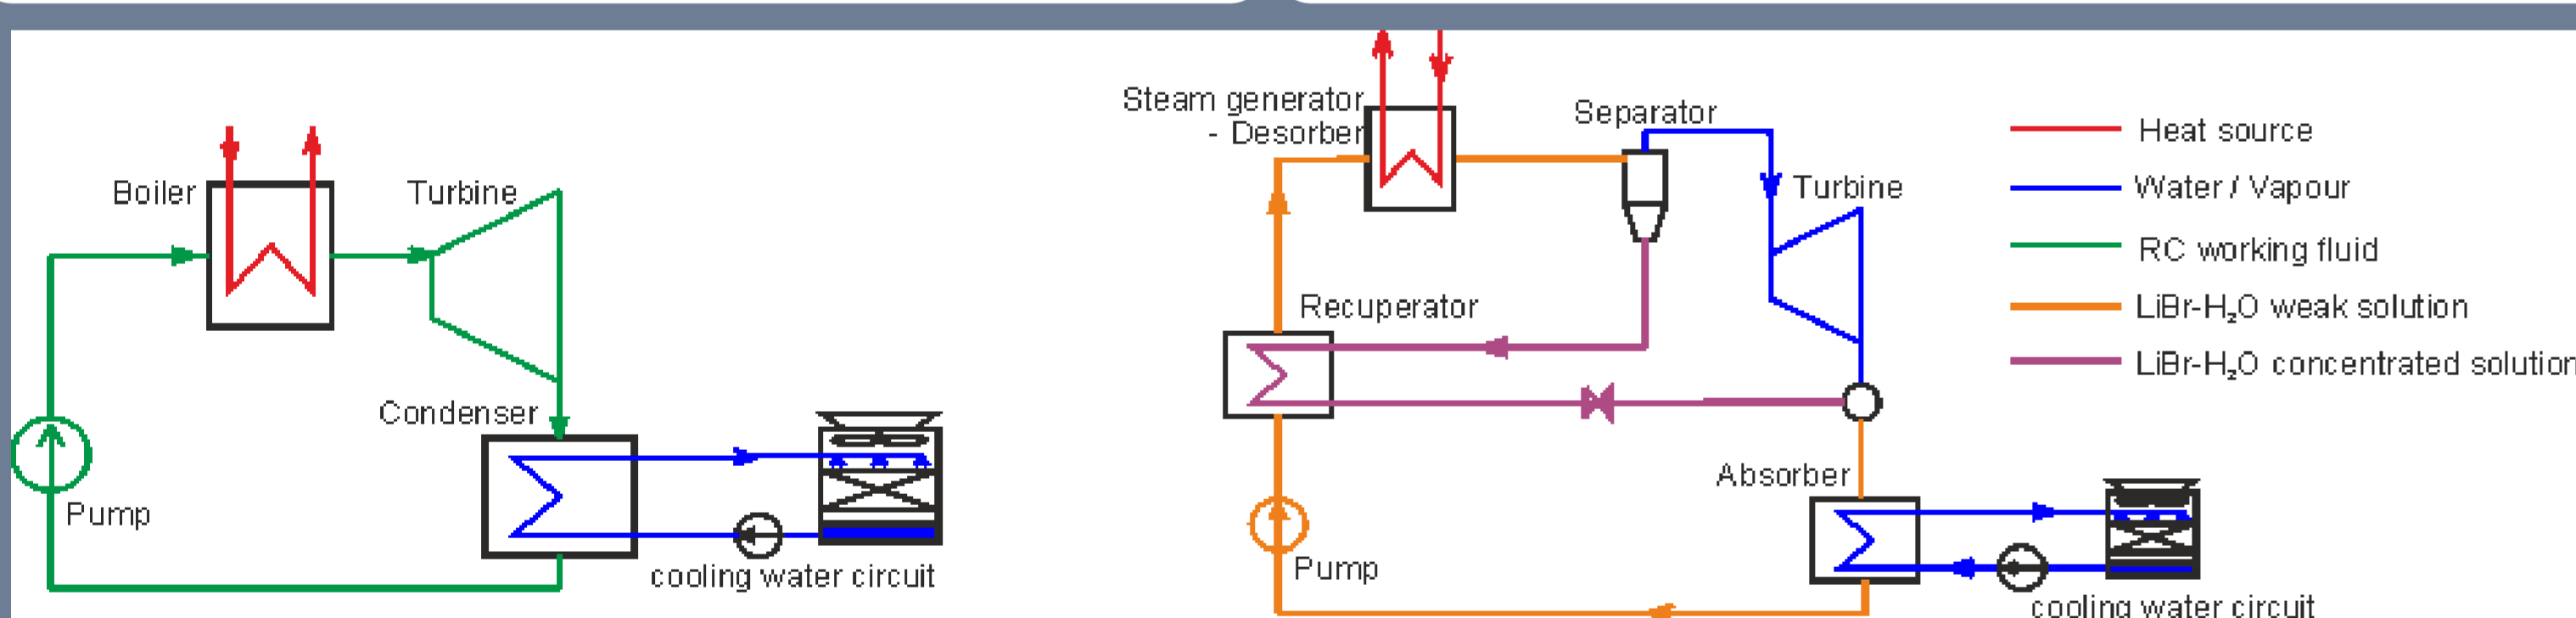 Boiler
Turbine
Condenser
Pump
cooling water circuit
Steam generator
- Desorber
Separator
Turbine
Recuperator
Absorber
Pump
cooling water circuit
Heat source
Water / Vapour
RC working fluid
LiBr-H₂O weak solution
LiBr-H₂O concentrated solution